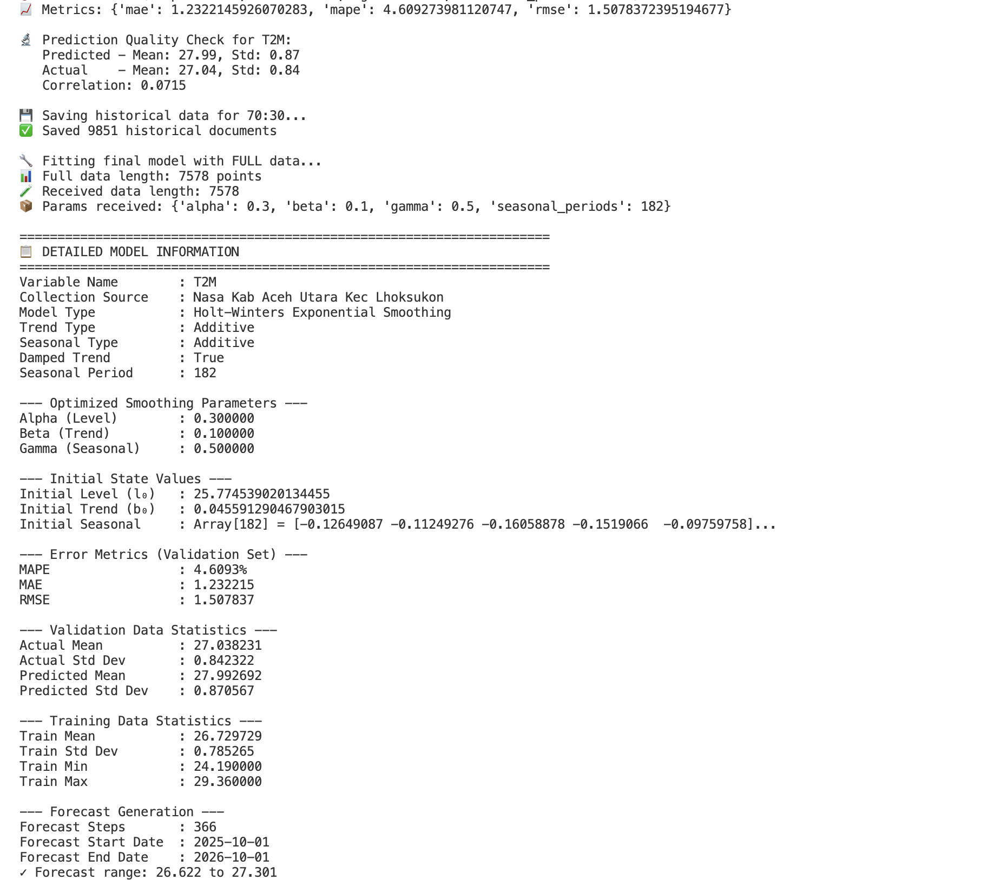 📈 Metrics: {'mae': 1.2322145926070283, 'mape': 4.609273981120747, 'rmse': 1.5078372395194677}
🔬 Prediction Quality Check for T2M:
Predicted - Mean: 27.99, Std: 0.87
Actual    - Mean: 27.04, Std: 0.84
Correlation: 0.0715
💾 Saving historical data for 70:30...
✅ Saved 9851 historical documents
🔧 Fitting final model with FULL data...
📊 Full data length: 7578 points
🧪 Received data length: 7578
📦 Params received: {'alpha': 0.3, 'beta': 0.1, 'gamma': 0.5, 'seasonal_periods': 182}
======================================================================
📋 DETAILED MODEL INFORMATION
======================================================================
Variable Name        : T2M
Collection Source    : Nasa Kab Aceh Utara Kec Lhoksukon
Model Type           : Holt-Winters Exponential Smoothing
Trend Type           : Additive
Seasonal Type        : Additive
Damped Trend         : True
Seasonal Period      : 182
--- Optimized Smoothing Parameters ---
Alpha (Level)        : 0.300000
Beta (Trend)         : 0.100000
Gamma (Seasonal)     : 0.500000
--- Initial State Values ---
Initial Level (l₀)   : 25.774539020134455
Initial Trend (b₀)   : 0.045591290467903015
Initial Seasonal     : Array[182] = [-0.12649087 -0.11249276 -0.16058878 -0.1519066  -0.09759758]...
--- Error Metrics (Validation Set) ---
MAPE                 : 4.6093%
MAE                  : 1.232215
RMSE                 : 1.507837
--- Validation Data Statistics ---
Actual Mean          : 27.038231
Actual Std Dev       : 0.842322
Predicted Mean       : 27.992692
Predicted Std Dev    : 0.870567
--- Training Data Statistics ---
Train Mean           : 26.729729
Train Std Dev        : 0.785265
Train Min            : 24.190000
Train Max            : 29.360000
--- Forecast Generation ---
Forecast Steps       : 366
Forecast Start Date  : 2025-10-01
Forecast End Date    : 2026-10-01
✓ Forecast range: 26.622 to 27.301